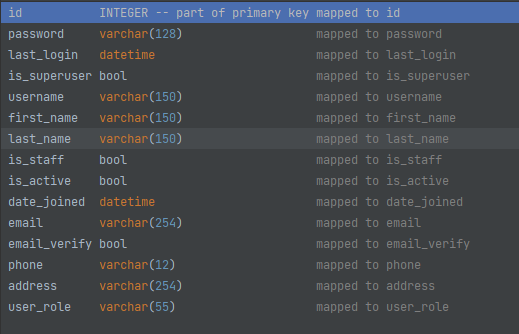 id INTEGER -- part of primary key mapped to id
password varchar(128) mapped to password
last_login datetime mapped to last_login
is_superuser bool mapped to is_superuser
username varchar(150) mapped to username
first_name varchar(150) mapped to first_name
last_name varchar(150) mapped to last_name
is_staff bool mapped to is_staff
is_active bool mapped to is_active
date_joined datetime mapped to date_joined
email varchar(254) mapped to email
email_verify bool mapped to email_verify
phone varchar(12) mapped to phone
address varchar(254) mapped to address
user_role varchar(55) mapped to user_role